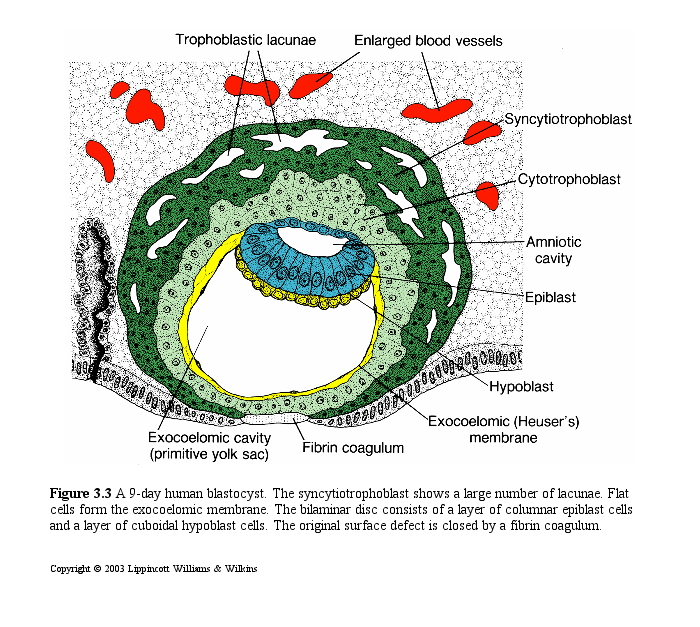 Trophoblastic lacunae
Enlarged blood vessels
Syncytiotrophoblast
Cytotrophoblast
Amniotic
cavity
Epiblast
Hypoblast
Exocoelomic (Heuser's)
membrane
Exocoelomic cavity
(primitive yolk sac)
Fibrin coagulum
Figure 3.3 A 9-day human blastocyst. The syncytiotrophoblast shows a large number of lacunae. Flat
cells form the exocoelomic membrane. The bilaminar disc consists of a layer of columnar epiblast cells
and a layer of cuboidal hypoblast cells. The original surface defect is closed by a fibrin coagulum.
Copyright © 2003 Lippincott Williams & Wilkins